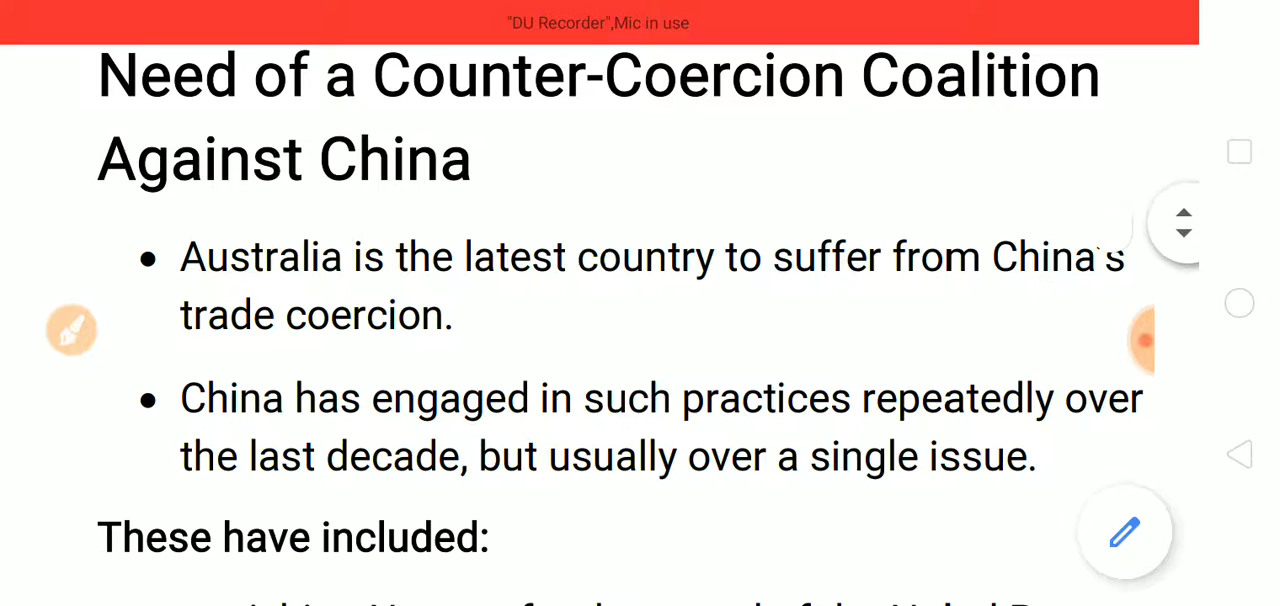 "DU Recorder",Mic in use
Need of a Counter-Coercion Coalition
Against China
• Australia is the latest country to suffer from China's
trade coercion.
• China has engaged in such practices repeatedly over
the last decade, but usually over a single issue.
These have included: